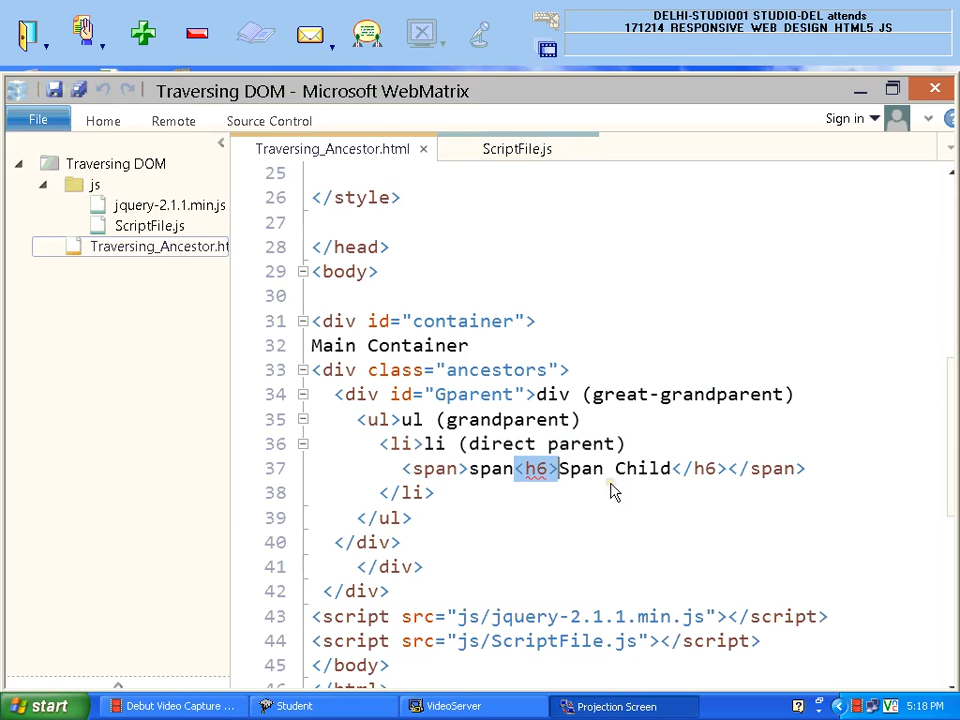 DELHI-STUDIO01 STUDIO-DEL attends
171214 RESPONSIVE WEB DESIGN HTML5 JS
Traversing DOM - Microsoft WebMatrix
File Home Remote Source Control Sign in
Traversing DOM
js
jquery-2.1.1.min.js
ScriptFile.js
Traversing_Ancestor.ht
Traversing_Ancestor.html × ScriptFile.js
25
26 </style>
27
28 </head>
29 <body>
30
31 <div id="container">
32 Main Container
33 <div class="ancestors">
34 <div id="Gparent">div (great-grandparent)
35 <ul>ul (grandparent)
36 <li>li (direct parent)
37 <span>span<h6>Span Child</h6></span>
38 </li>
39 </ul>
40 </div>
41 </div>
42 </div>
43 <script src="js/jquery-2.1.1.min.js"></script>
44 <script src="js/ScriptFile.js"></script>
45 </body>
46 </html>
start Debut Video Capture ... Student VideoServer Projection Screen 5:18 PM